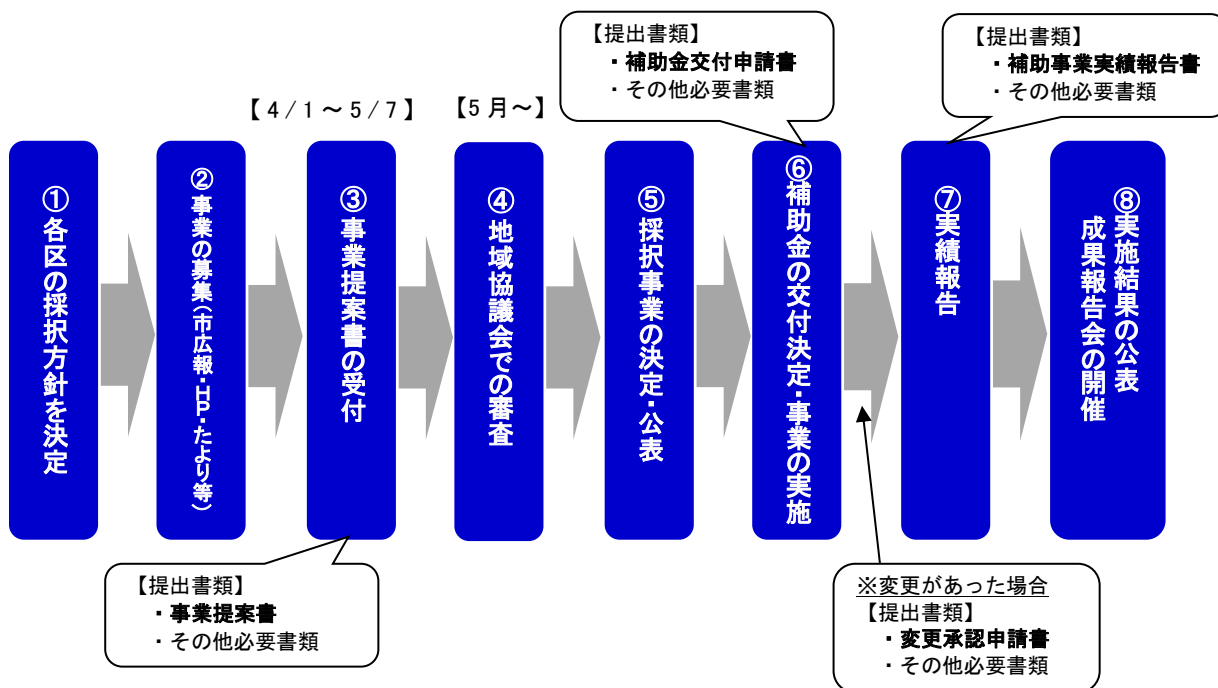 【提出書類】
・補助金交付申請書
・その他必要書類
【提出書類】
・補助事業実績報告書
・その他必要書類
【4/1～5/7】
【5月～】
①各区の採択方針を決定
②事業の募集（市広報・HP・たより等）
③事業提案書の受付
④地域協議会での審査
⑤採択事業の決定・公表
⑥補助金の交付決定・事業の実施
⑦実績報告
⑧実施結果の公表
成果報告会の開催
【提出書類】
・事業提案書
・その他必要書類
※変更があった場合
【提出書類】
・変更承認申請書
・その他必要書類